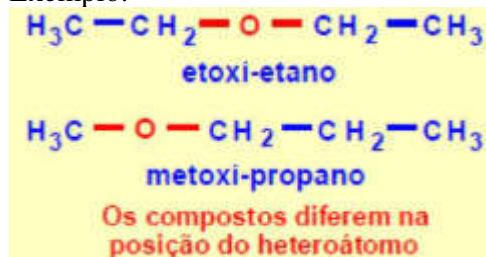 Exemplo:
H₃C — CH₂ — O — CH₂ — CH₃
etoxi-etano
H₃C — O — CH₂ — CH₂ — CH₃
metoxi-propano
Os compostos diferem na
posição do heteroátomo